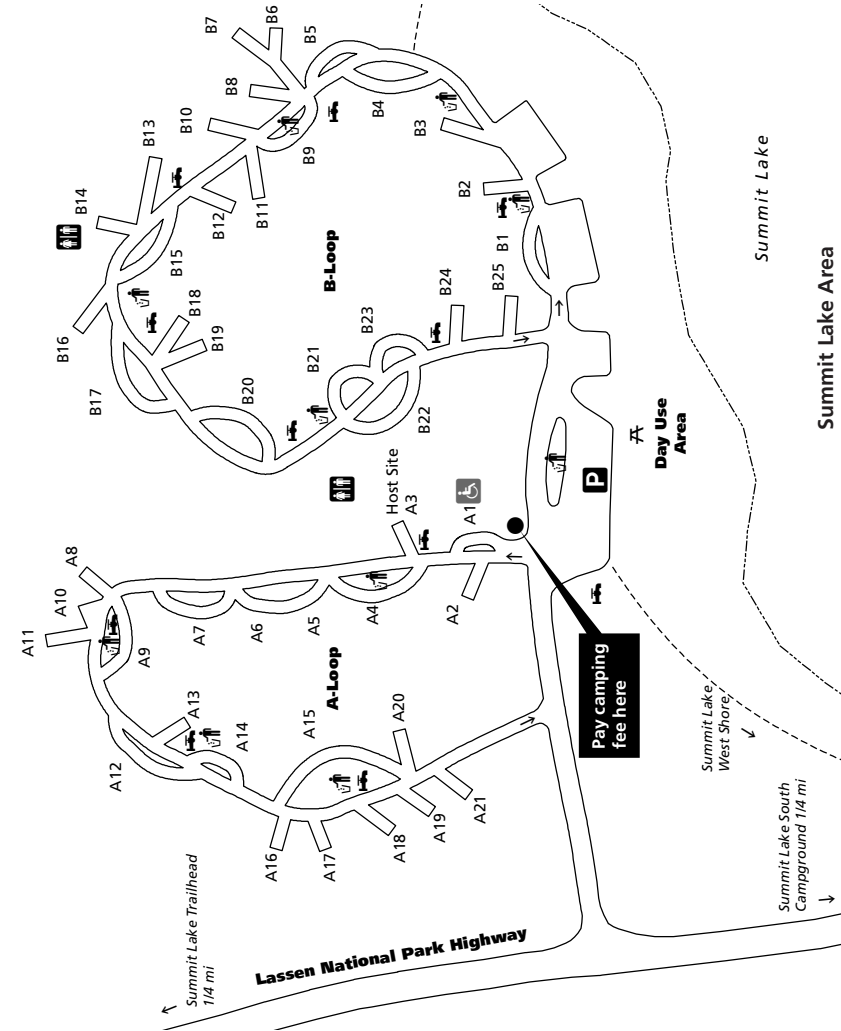 Summit Lake Trailhead
1/4 mi
Lassen National Park Highway
A11
A10
A8
A9
A7
A6
A5
A4
A12
A13
A14
A15
A-Loop
A16
A17
A18
A19
A20
A21
A2
Host Site
A3
A1
B7
B6
B5
B8
B10
B13
B14
B4
B3
B9
B11
B12
B15
B2
B1
B-Loop
B16
B17
B18
B19
B20
B21
B22
B23
B24
B25
P
Day Use
Area
Pay camping
fee here
Summit Lake
West Shore
Summit Lake South
Campground 1/4 mi
Summit Lake
Summit Lake Area